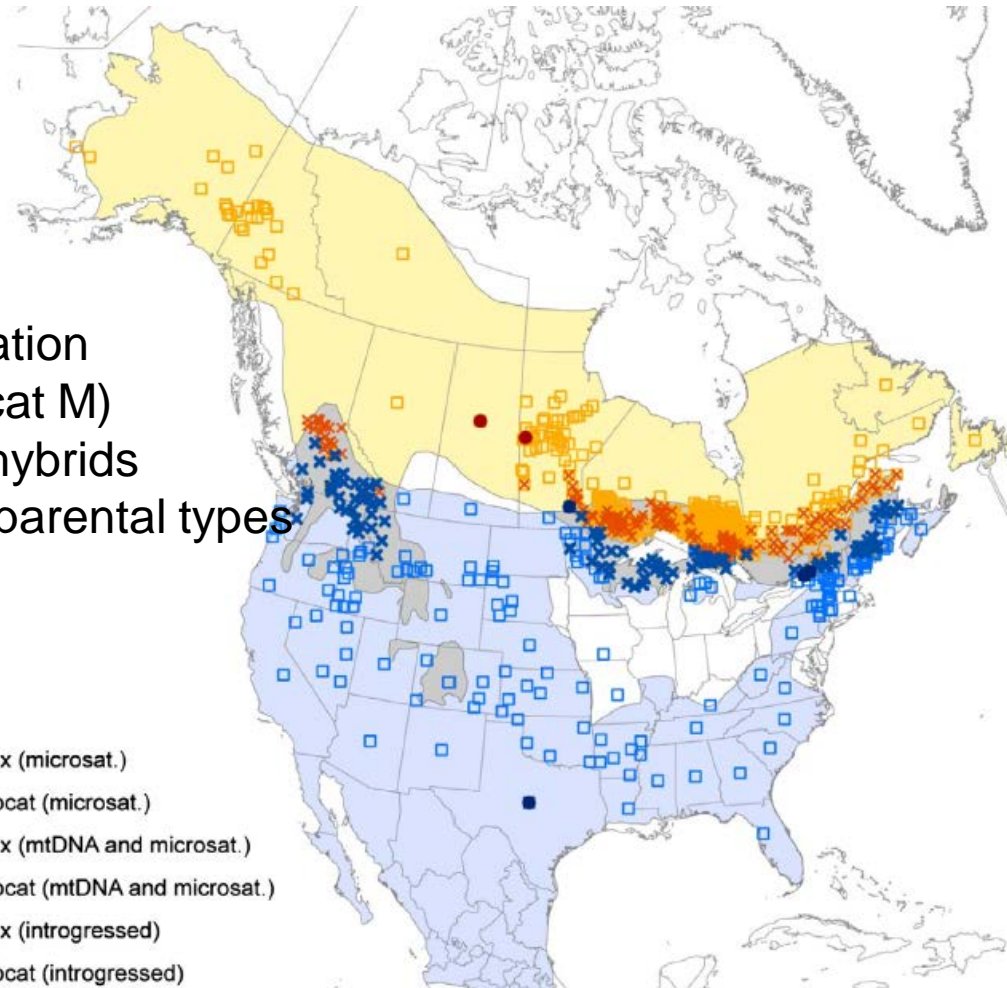 ation
cat M)
hybrids
parental types
x (microsat.)
ocat (microsat.)
x (mtDNA and microsat.)
ocat (mtDNA and microsat.)
x (introgressed)
ocat (introgressed)